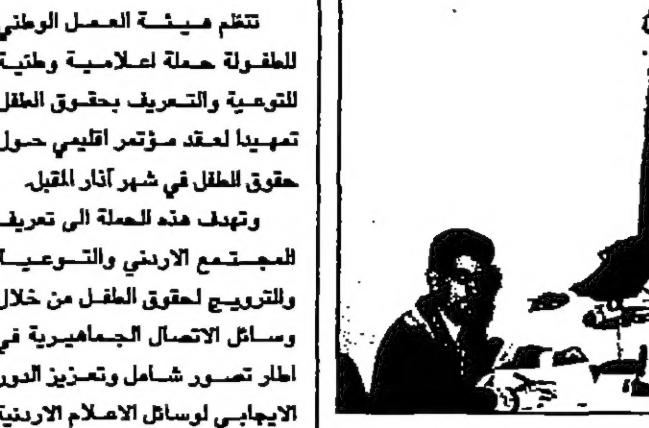 تنظم هيئة العمل الوطني
للطفولة حملة اعلامية وطنية
للتوعية والتعريف بحقوق الطفل
تمهيدا لعقد مؤتمر اقليمي حول
حقوق الطفل في شهر آذار المقبل.
وتهدف هذه الحملة الى تعريف
المجتمع الاردني والتوعية
والترويج لحقوق الطفل من خلال
وسائل الاتصال الجماهيرية في
اطار تصور شامل وتعزيز الدور
الايجابي لوسائل الاعلام الاردنية